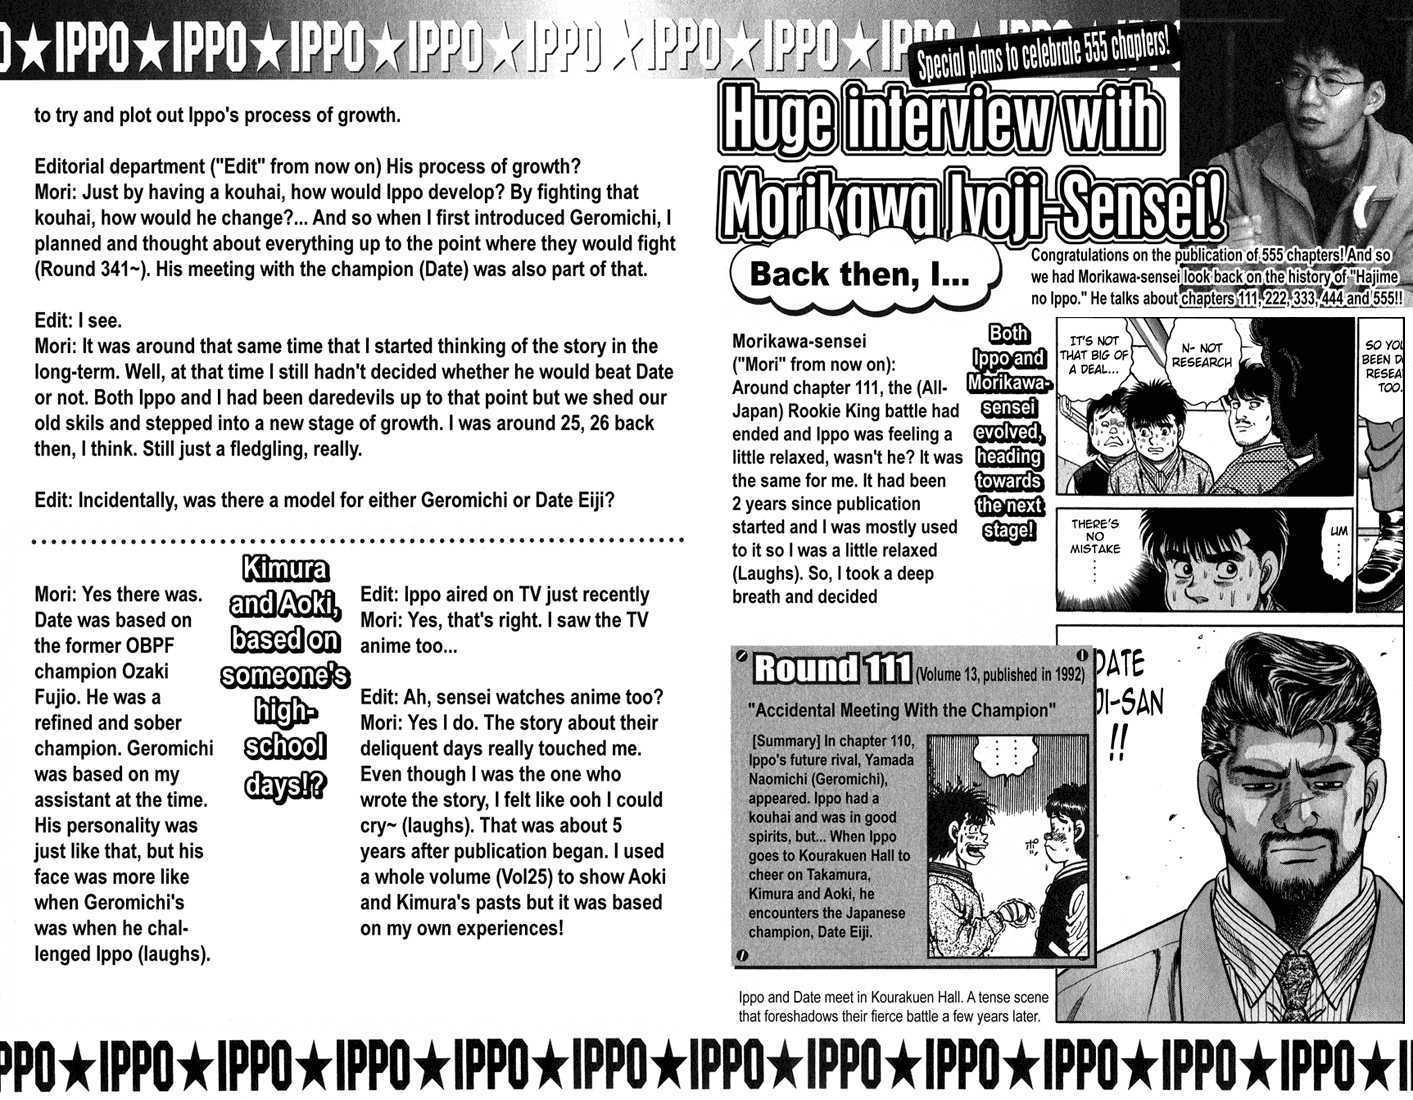 O★IPPO★IPPO★IPPO★IPPO★IPPO★IPPO★IPPO★IPPO★IPPO★IPPO
Special plans to celebrate 555 chapters!
Huge interview with
Morikawa Jyoji-Sensei!
Back then, I...
Congratulations on the publication of 555 chapters! And so
we had Morikawa-sensei look back on the history of "Hajime
no Ippo." He talks about chapters 111, 222, 333, 444 and 555!!
Morikawa-sensei
("Mori" from now on):
Around chapter 111, the (All-
Japan) Rookie King battle had
ended and Ippo was feeling a
little relaxed, wasn't he? It was
the same for me. It had been
2 years since publication
started and I was mostly used
to it so I was a little relaxed
(Laughs). So, I took a deep
breath and decided
Both
Ippo and
Morikawa-
sensei
evolved,
heading
towards
the next
stage!
SO YOU
BEEN D
RESEA
TOO.
N- NOT
RESEARCH
IT'S NOT
THAT BIG OF
A DEAL...
UM
....
THERE'S
NO
MISTAKE
....
DATE
JI-SAN
!!
Round 111 (Volume 13, published in 1992)
"Accidental Meeting With the Champion"
[Summary] In chapter 110,
Ippo's future rival, Yamada
Naomichi (Geromichi),
appeared. Ippo had a
kouhai and was in good
spirits, but... When Ippo
goes to Kourakuen Hall to
cheer on Takamura,
Kimura and Aoki, he
encounters the Japanese
champion, Date Eiji.
Ippo and Date meet in Kourakuen Hall. A tense scene
that foreshadows their fierce battle a few years later.
to try and plot out Ippo's process of growth.
Editorial department ("Edit" from now on) His process of growth?
Mori: Just by having a kouhai, how would Ippo develop? By fighting that
kouhai, how would he change?... And so when I first introduced Geromichi, I
planned and thought about everything up to the point where they would fight
(Round 341~). His meeting with the champion (Date) was also part of that.
Edit: I see.
Mori: It was around that same time that I started thinking of the story in the
long-term. Well, at that time I still hadn't decided whether he would beat Date
or not. Both Ippo and I had been daredevils up to that point but we shed our
old skils and stepped into a new stage of growth. I was around 25, 26 back
then, I think. Still just a fledgling, really.
Edit: Incidentally, was there a model for either Geromichi or Date Eiji?
Mori: Yes there was.
Date was based on
the former OBPF
champion Ozaki
Fujio. He was a
refined and sober
champion. Geromichi
was based on my
assistant at the time.
His personality was
just like that, but his
face was more like
when Geromichi's
was when he chal-
lenged Ippo (laughs).
Kimura
and Aoki,
based on
someone's
high-
school
days!?
Edit: Ippo aired on TV just recently
Mori: Yes, that's right. I saw the TV
anime too...
Edit: Ah, sensei watches anime too?
Mori: Yes I do. The story about their
deliquent days really touched me.
Even though I was the one who
wrote the story, I felt like ooh I could
cry~ (laughs). That was about 5
years after publication began. I used
a whole volume (Vol25) to show Aoki
and Kimura's pasts but it was based
on my own experiences!
PPO★IPPO★IPPO★IPPO★IPPO★IPPO★IPPO★IPPO★IPPO★IPPO★IPPO★I